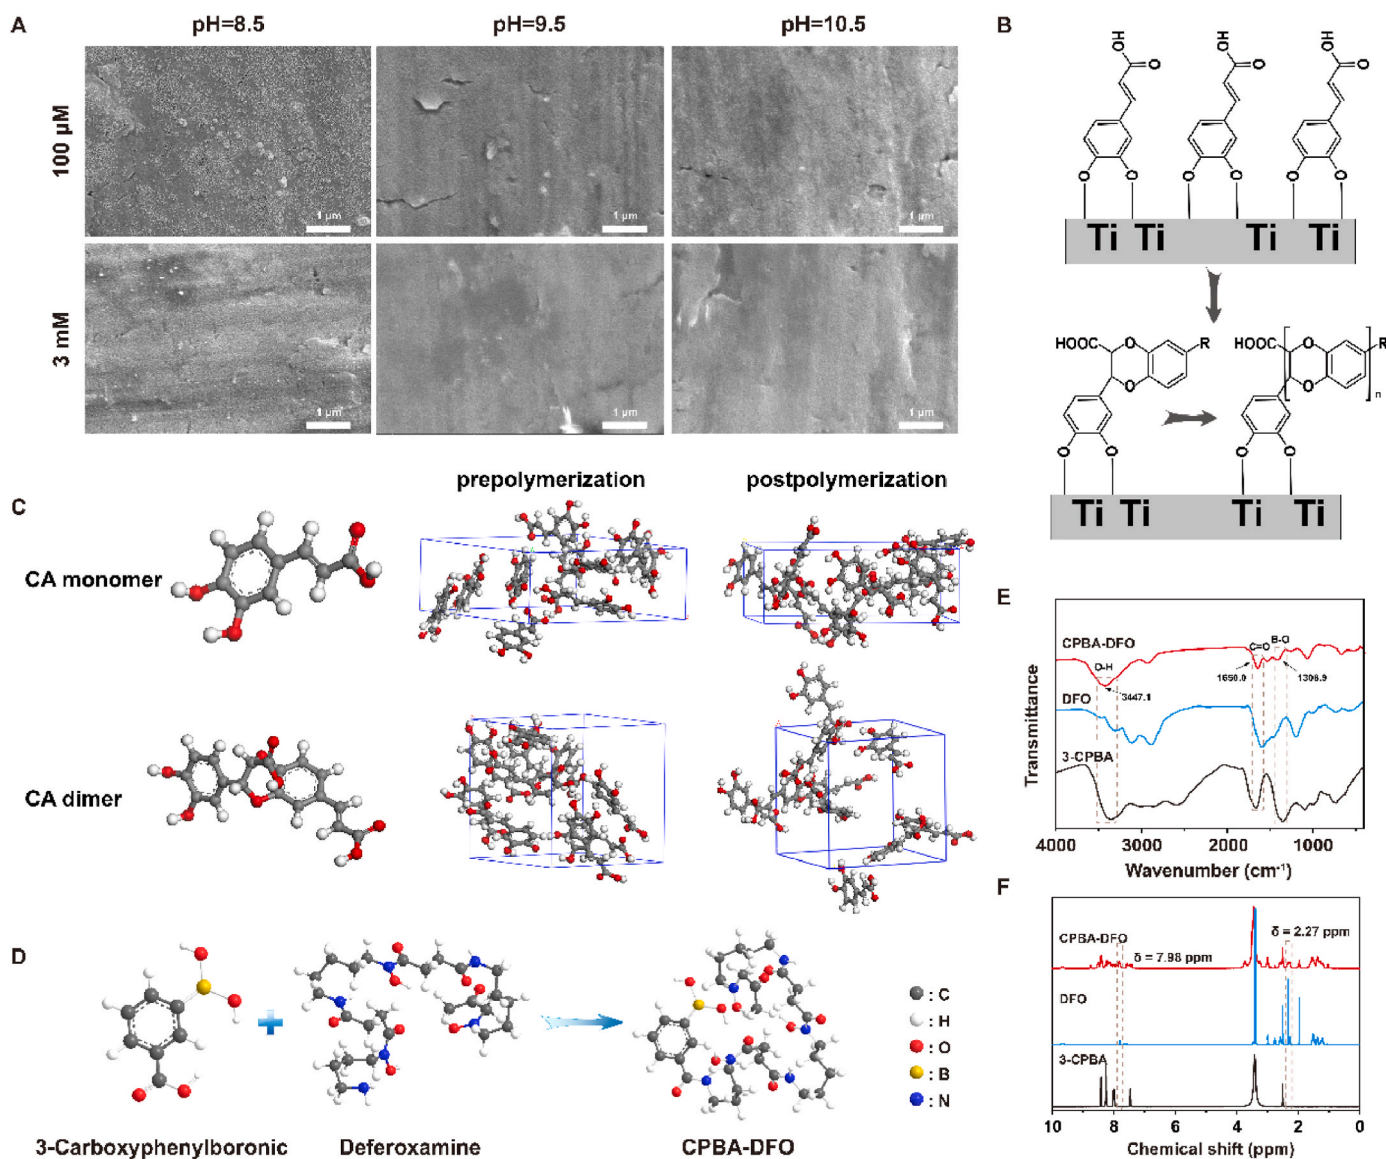 A
pH=8.5
pH=9.5
pH=10.5
100 μM
1 μm
1 μm
1 μm
3 mM
1 μm
1 μm
1 μm
B
OH
OH
OH
O
O
O
O
O
O
O
O
O
Ti
Ti
Ti
Ti
HOOC
O
R
O
O
O
HOOC
O
R
O
n
O
O
Ti
Ti
Ti
Ti
C
prepolymerization
postpolymerization
CA monomer
CA dimer
D
3-Carboxyphenylboronic
Deferoxamine
CPBA-DFO
: C
: H
: O
: B
: N
E
CPBA-DFO
O-H
C=O
B-O
3447.1
1650.0
1306.9
DFO
3-CPBA
Transmittance
4000
3000
2000
1000
Wavenumber (cm⁻¹)
F
CPBA-DFO
δ = 7.98 ppm
δ = 2.27 ppm
DFO
3-CPBA
10
8
6
4
2
0
Chemical shift (ppm)